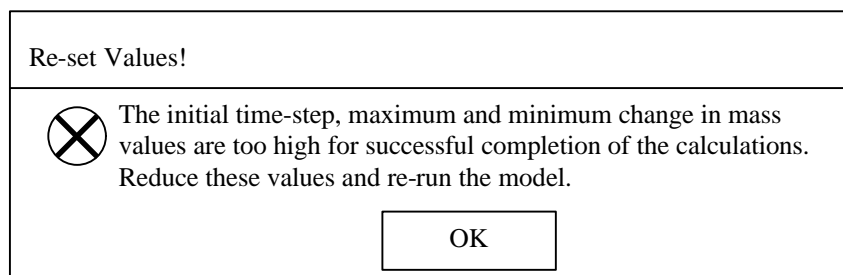 Re-set Values!
The initial time-step, maximum and minimum change in mass
values are too high for successful completion of the calculations.
Reduce these values and re-run the model.
OK